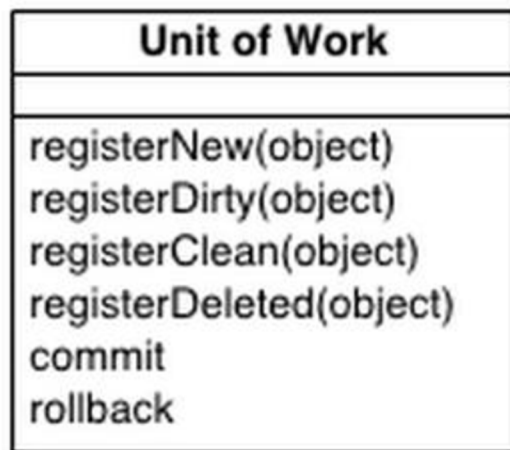 Unit of Work
registerNew(object)
registerDirty(object)
registerClean(object)
registerDeleted(object)
commit
rollback